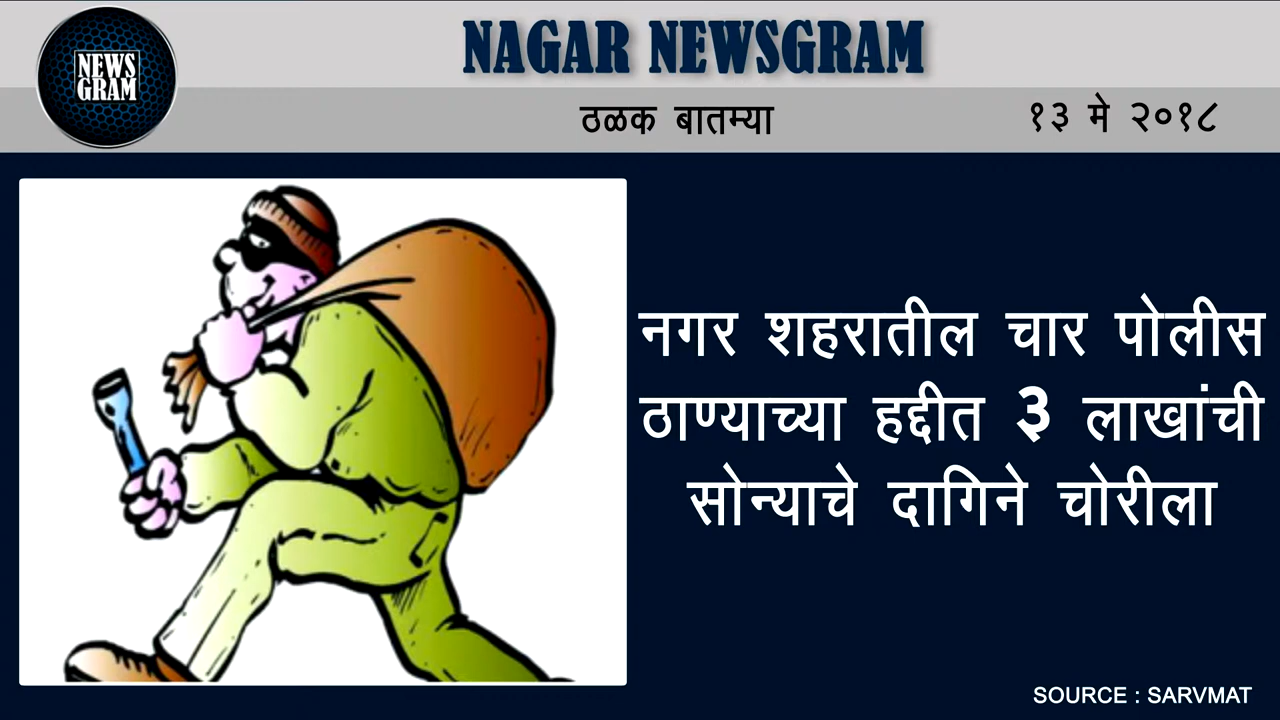 NEWS
GRAM
NAGAR NEWSGRAM
ठळक बातम्या
१३ मे २०१८
नगर शहरातील चार पोलीस
ठाण्याच्या हद्दीत ३ लाखांची
सोन्याचे दागिने चोरीला
SOURCE : SARVMAT